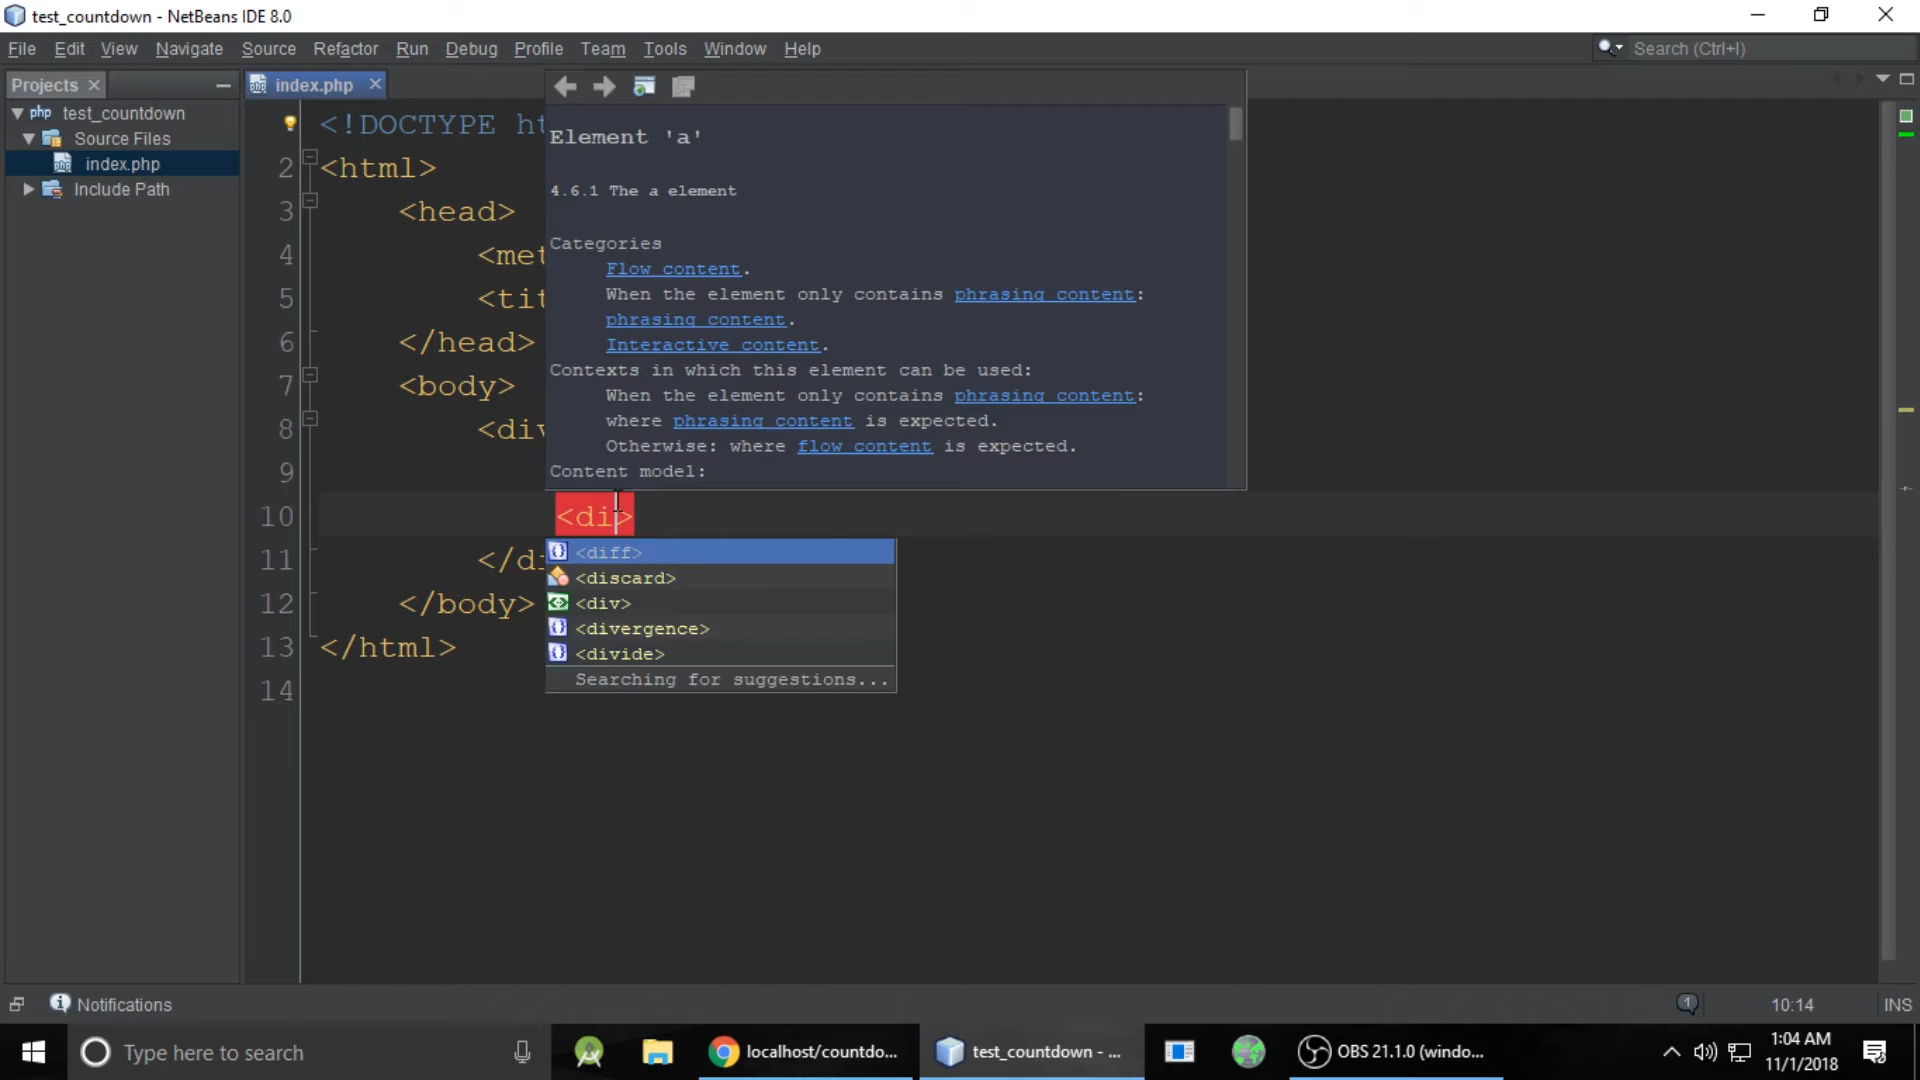 test_countdown - NetBeans IDE 8.0
File Edit View Navigate Source Refactor Run Debug Profile Team Tools Window Help
Search (Ctrl+I)
Projects
index.php
php test_countdown
Source Files
index.php
Include Path
<!DOCTYPE ht
2 <html>
3 <head>
4 <met
5 <tit
6 </head>
7 <body>
8 <div
9
10 <di>
11 </di
12 </body>
13 </html>
14
Element 'a'
4.6.1 The a element
Categories
Flow content.
When the element only contains phrasing content:
phrasing content.
Interactive content.
Contexts in which this element can be used:
When the element only contains phrasing content:
where phrasing content is expected.
Otherwise: where flow content is expected.
Content model:
<diff>
<discard>
<div>
<divergence>
<divide>
Searching for suggestions...
Notifications
1
10:14
INS
Type here to search
localhost/countdo...
test_countdown - ...
OBS 21.1.0 (windo...
1:04 AM
11/1/2018